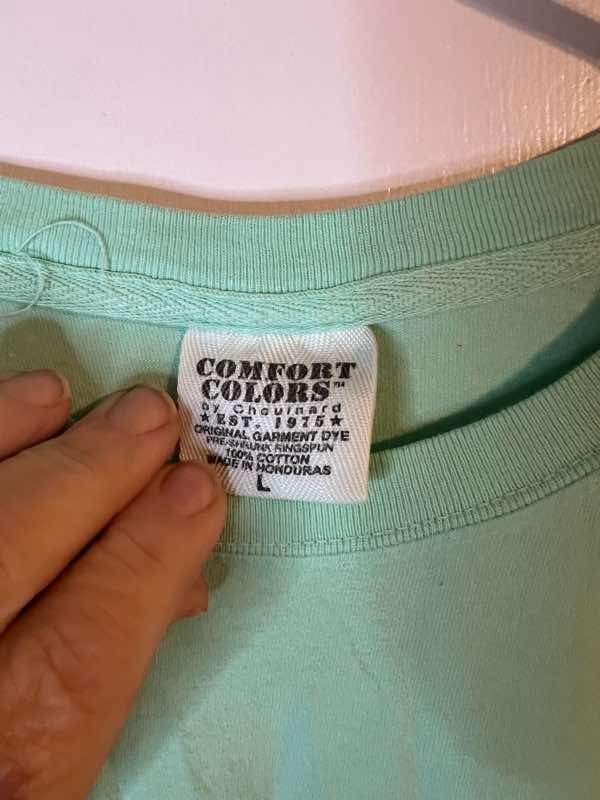 COMFORT
COLORS™
by Chouinard
★ EST. 1975 ★
ORIGINAL GARMENT DYE
PRE-SHRUNK RINGSPUN
100% COTTON
MADE IN HONDURAS
L